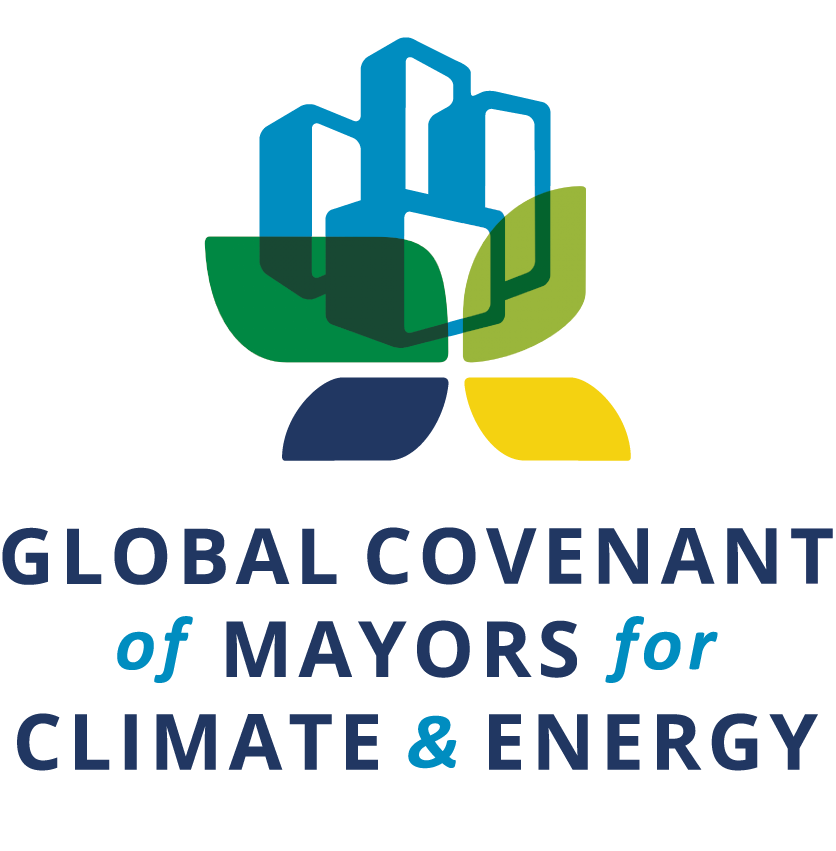 GLOBAL COVENANT
of MAYORS for
CLIMATE & ENERGY